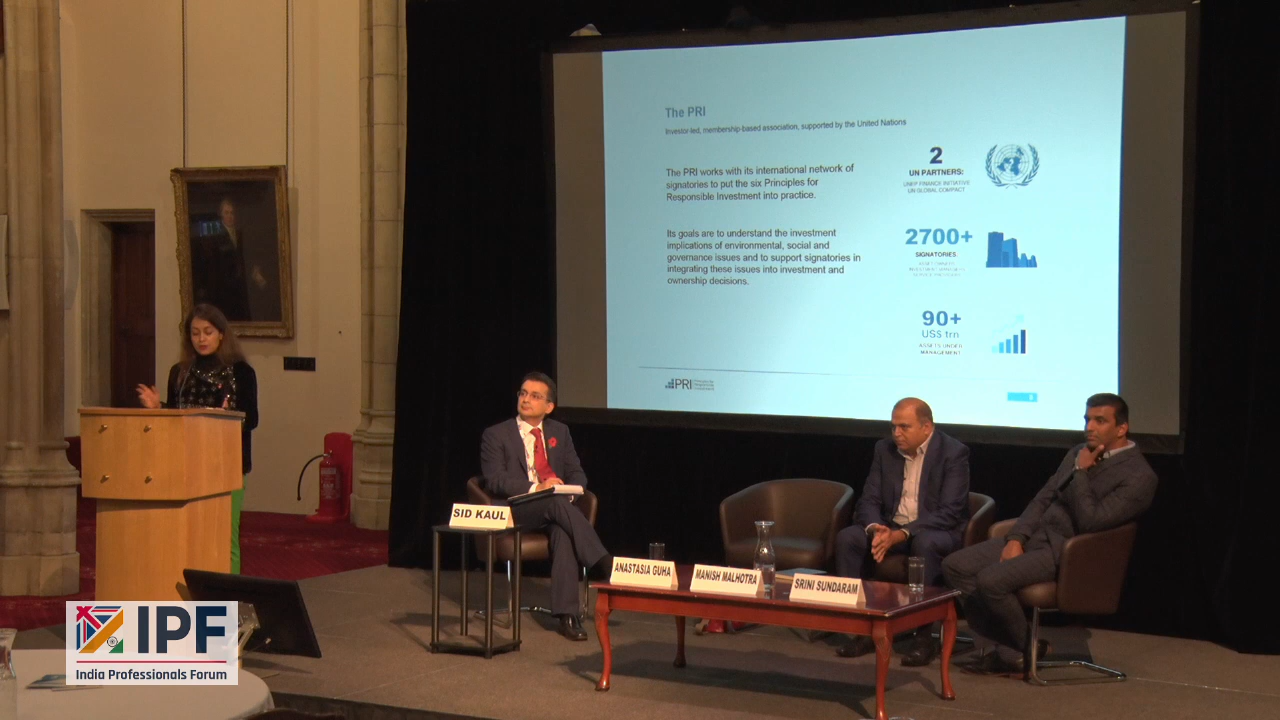 The PRI
Investor-led, membership based association, supported by the United Nations
The PRI works with its international network of
signatories to put the six Principles for
Responsible Investment into practice.
Its goals are to understand the investment
implications of environmental, social and
governance issues and to support signatories in
integrating these issues into investment and
ownership decisions.
2
UN PARTNERS:
UNEP FINANCE INITIATIVE
UN GLOBAL COMPACT
2700+
SIGNATORIES
90+
US$ trn
ASSETS UNDER
MANAGEMENT
PRI
SID KAUL
ANASTASIA GUHA
MANISH MALHOTRA
SRINI SUNDARAM
IPF
India Professionals Forum